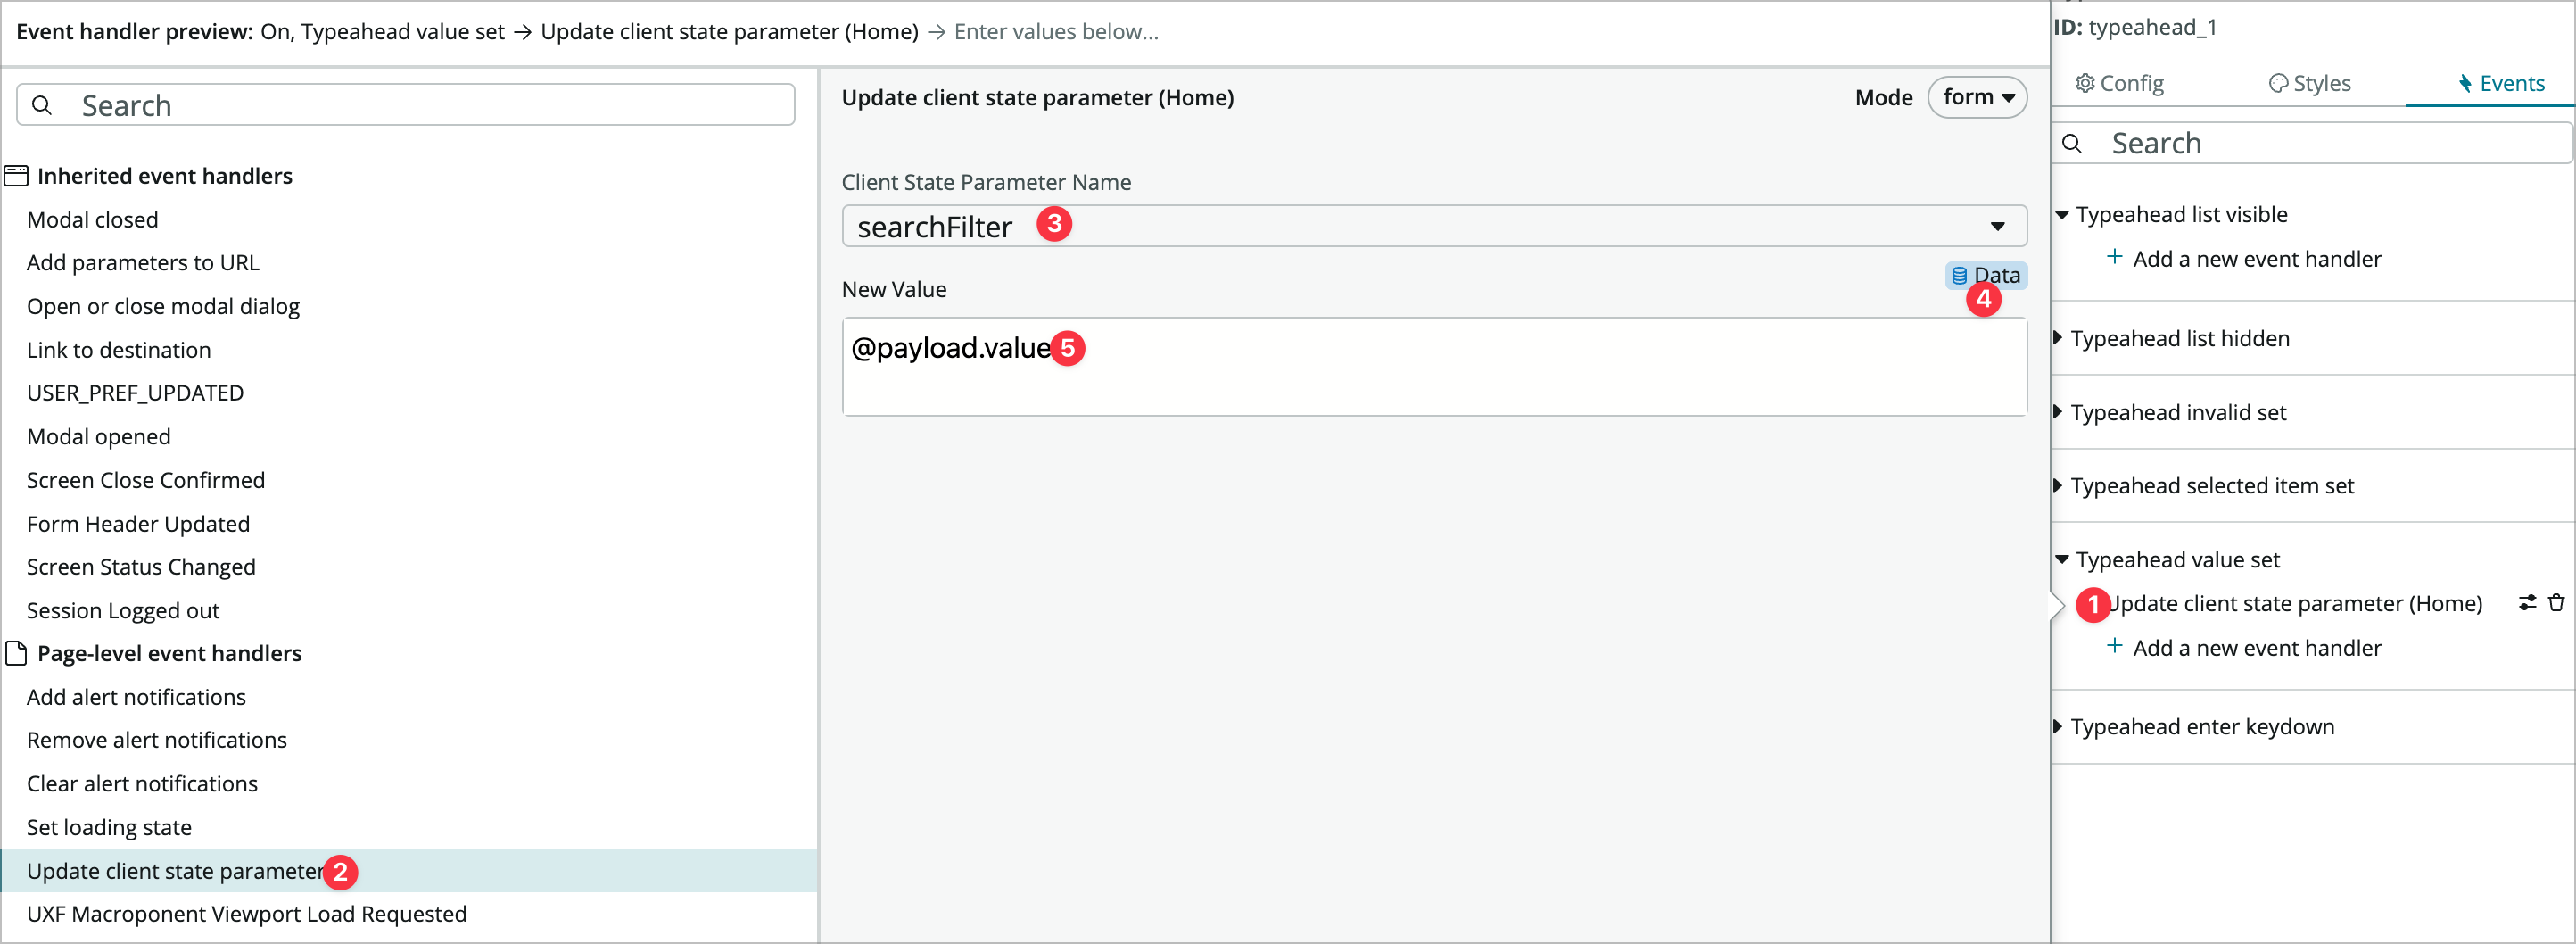 Event handler preview: On, Typeahead value set → Update client state parameter (Home) → Enter values below...
Search
Inherited event handlers
Modal closed
Add parameters to URL
Open or close modal dialog
Link to destination
USER_PREF_UPDATED
Modal opened
Screen Close Confirmed
Form Header Updated
Screen Status Changed
Session Logged out
Page-level event handlers
Add alert notifications
Remove alert notifications
Clear alert notifications
Set loading state
Update client state parameter 2
UXF Macroponent Viewport Load Requested
Update client state parameter (Home)
Mode form
Client State Parameter Name
searchFilter 3
Data
4
New Value
@payload.value 5
ID: typeahead_1
Config Styles Events
Search
Typeahead list visible
+ Add a new event handler
Typeahead list hidden
Typeahead invalid set
Typeahead selected item set
Typeahead value set
1 Update client state parameter (Home)
+ Add a new event handler
Typeahead enter keydown